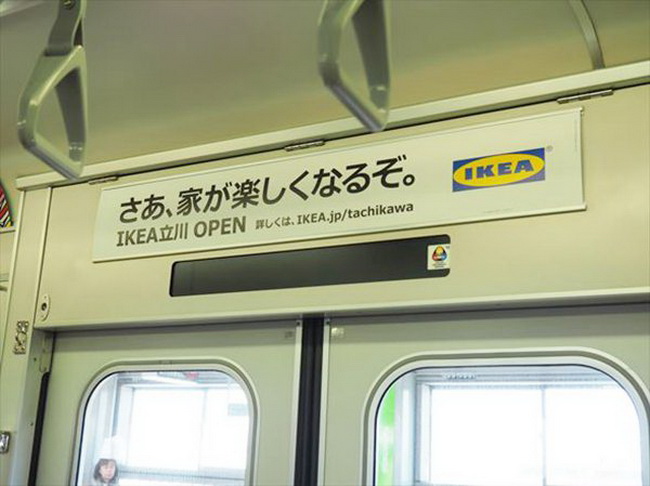 さあ、家が楽しくなるぞ。
IKEA立川 OPEN 詳しくは、IKEA.jp/tachikawa
IKEA